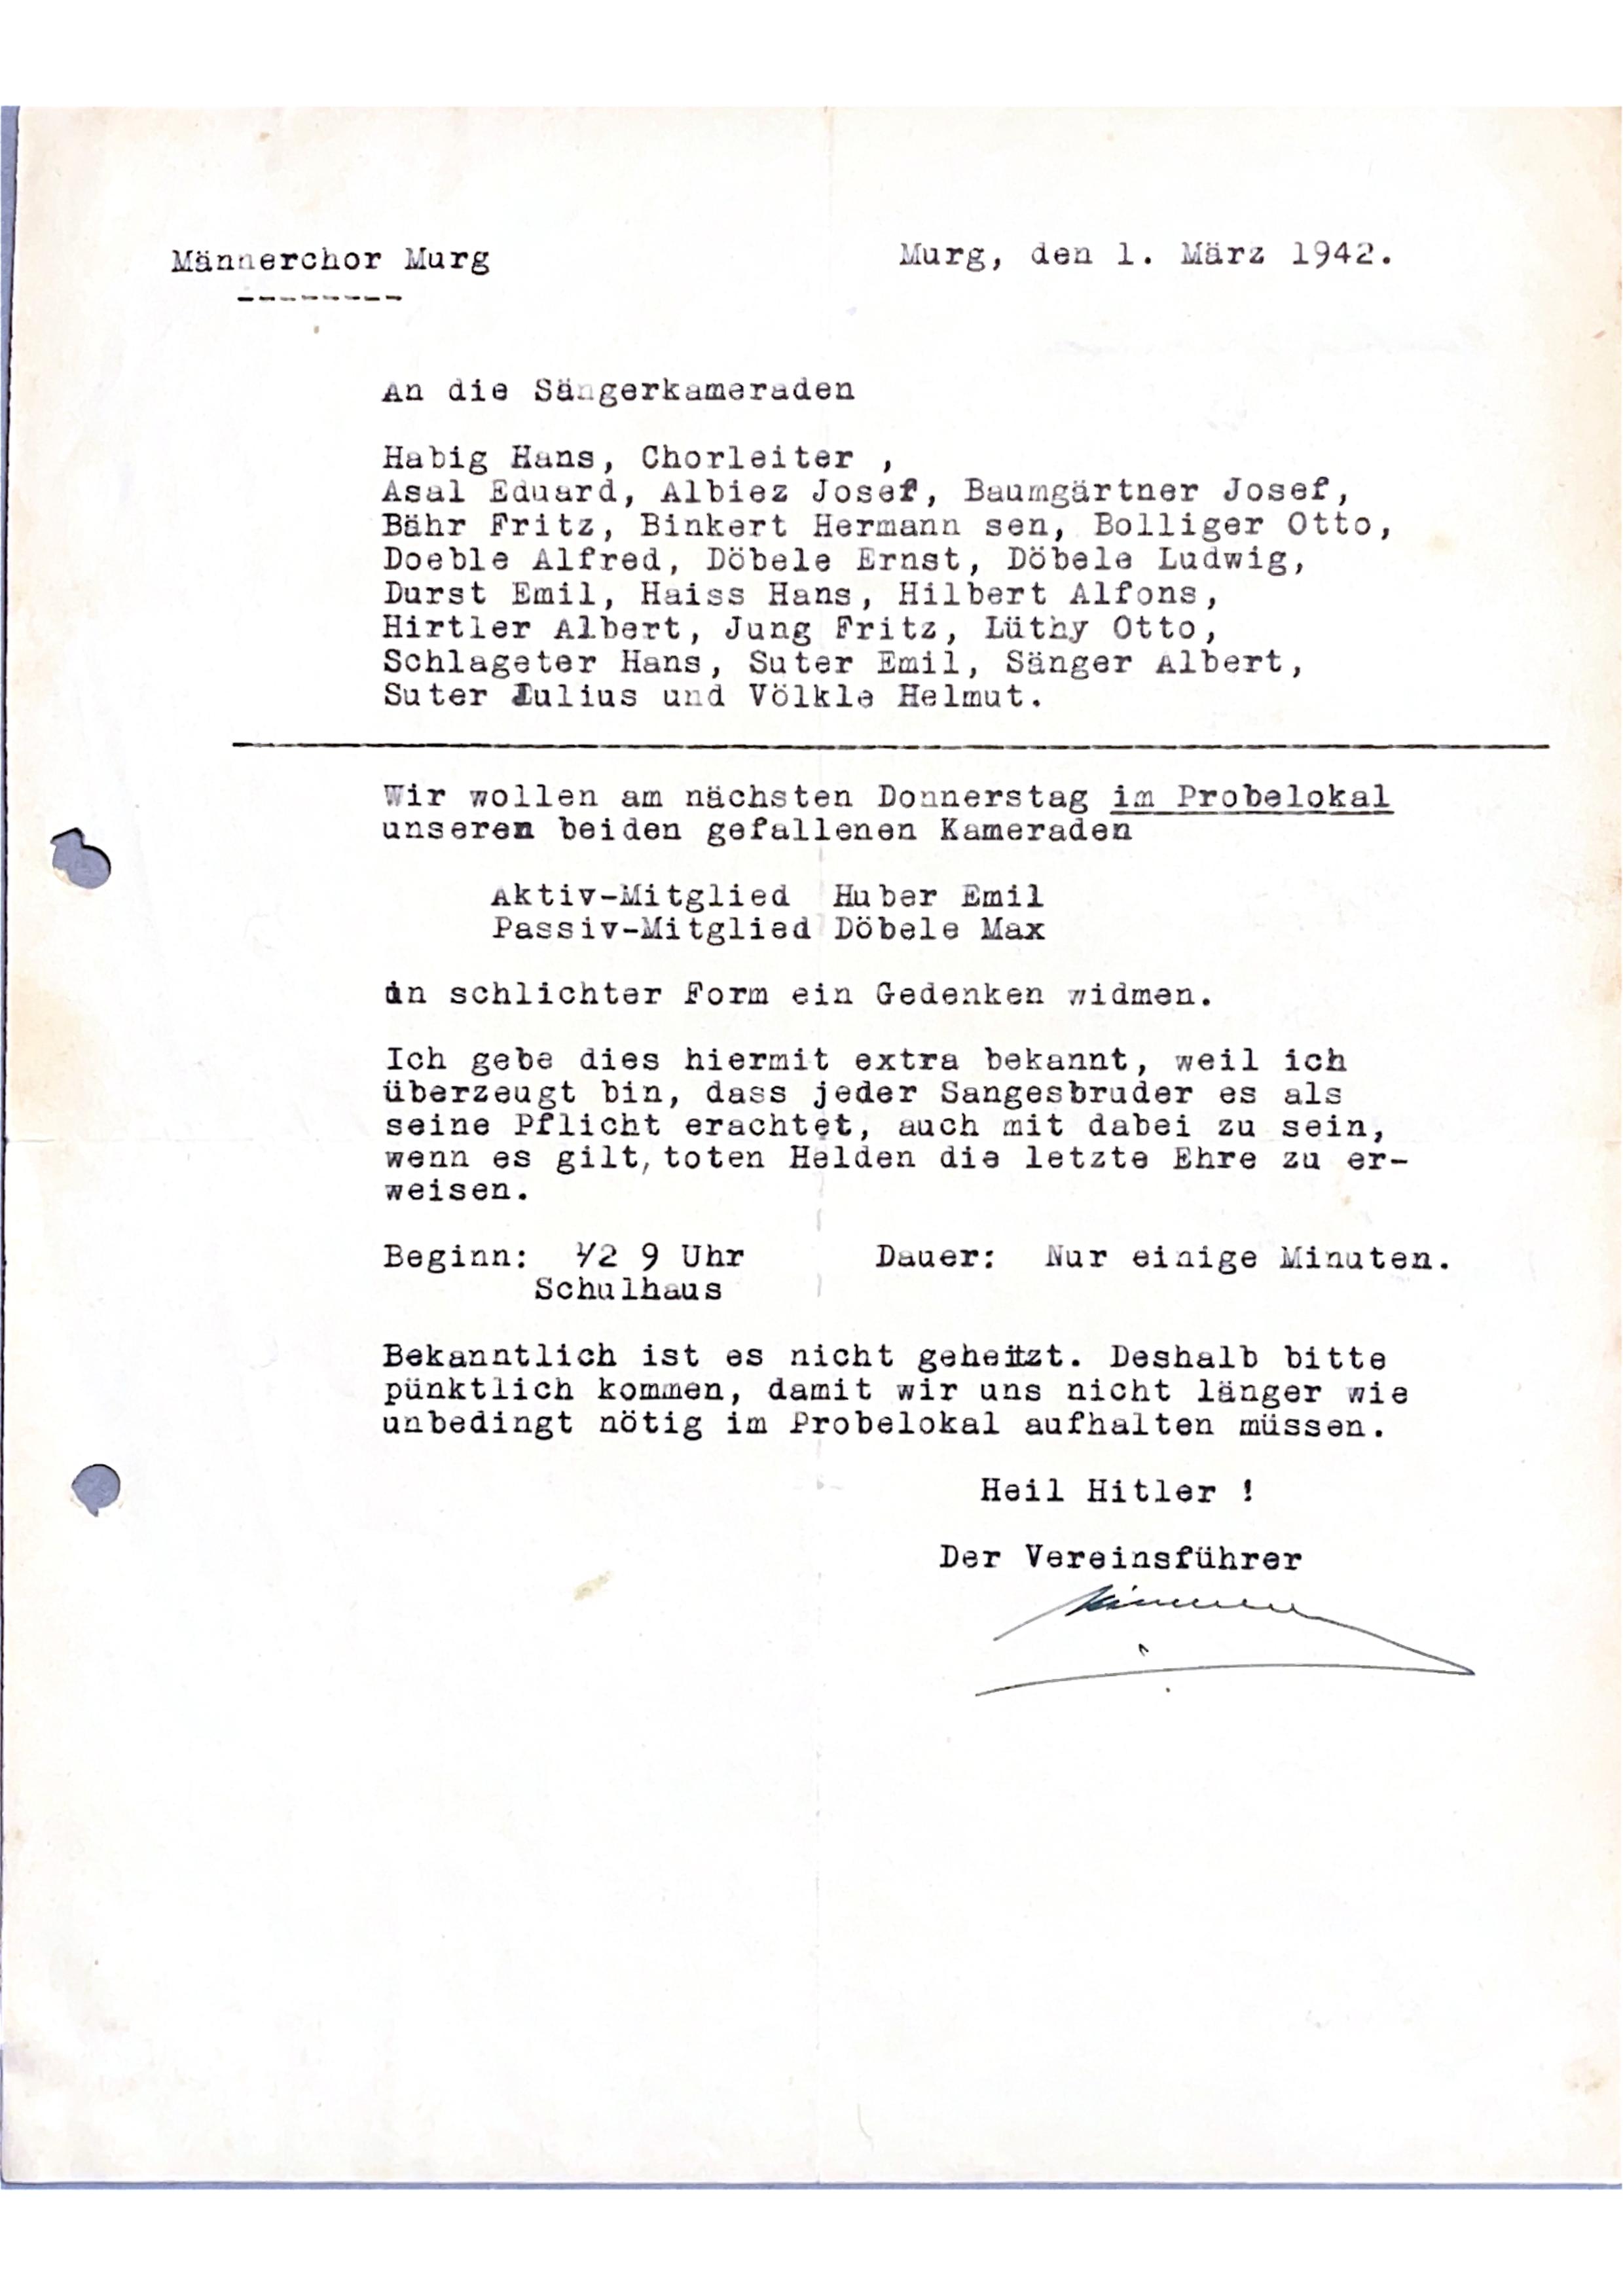 Männerchor Murg
Murg, den 1. März 1942.
An die Sängerkameraden
Habig Hans, Chorleiter ,
Asal Eduard, Albiez Josef, Baumgärtner Josef,
Bähr Fritz, Binkert Hermann sen, Bolliger Otto,
Doeble Alfred, Döbele Ernst, Döbele Ludwig,
Durst Emil, Haiss Hans, Hilbert Alfons,
Hirtler Albert, Jung Fritz, Lüthy Otto,
Schlageter Hans, Suter Emil, Sänger Albert,
Suter Julius und Völkle Helmut.
Wir wollen am nächsten Donnerstag im Probelokal
unseren beiden gefallenen Kameraden
Aktiv-Mitglied Huber Emil
Passiv-Mitglied Döbele Max
in schlichter Form ein Gedenken widmen.
Ich gebe dies hiermit extra bekannt, weil ich
überzeugt bin, dass jeder Sangesbruder es als
seine Pflicht erachtet, auch mit dabei zu sein,
wenn es gilt, toten Helden die letzte Ehre zu er-
weisen.
Beginn: 1/2 9 Uhr Dauer: Nur einige Minuten.
Schulhaus
Bekanntlich ist es nicht geheitzt. Deshalb bitte
pünktlich kommen, damit wir uns nicht länger wie
unbedingt nötig im Probelokal aufhalten müssen.
Heil Hitler !
Der Vereinsführer